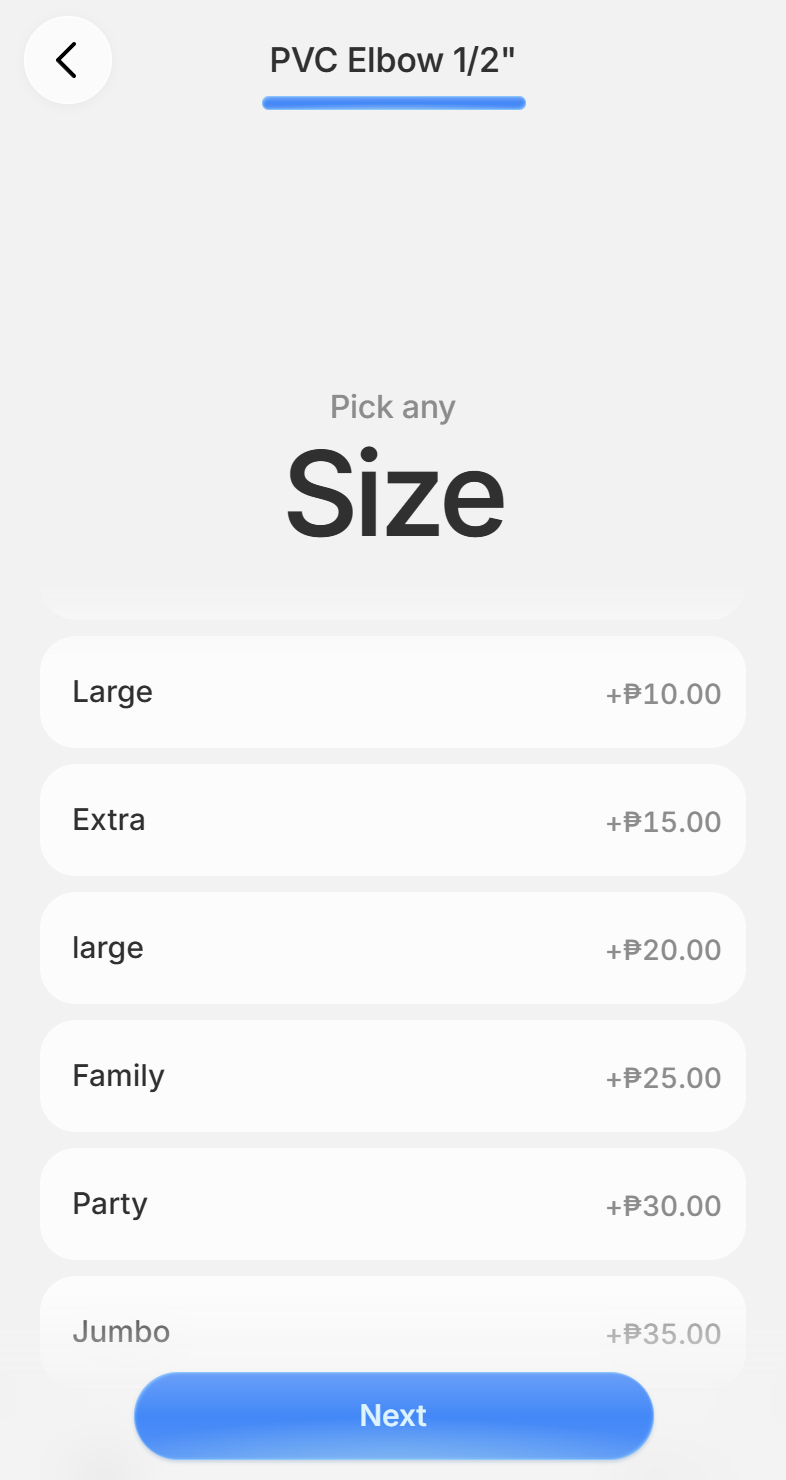 PVC Elbow 1/2"
Pick any
Size
Large +₱10.00
Extra +₱15.00
large +₱20.00
Family +₱25.00
Party +₱30.00
Jumbo +₱35.00
Next